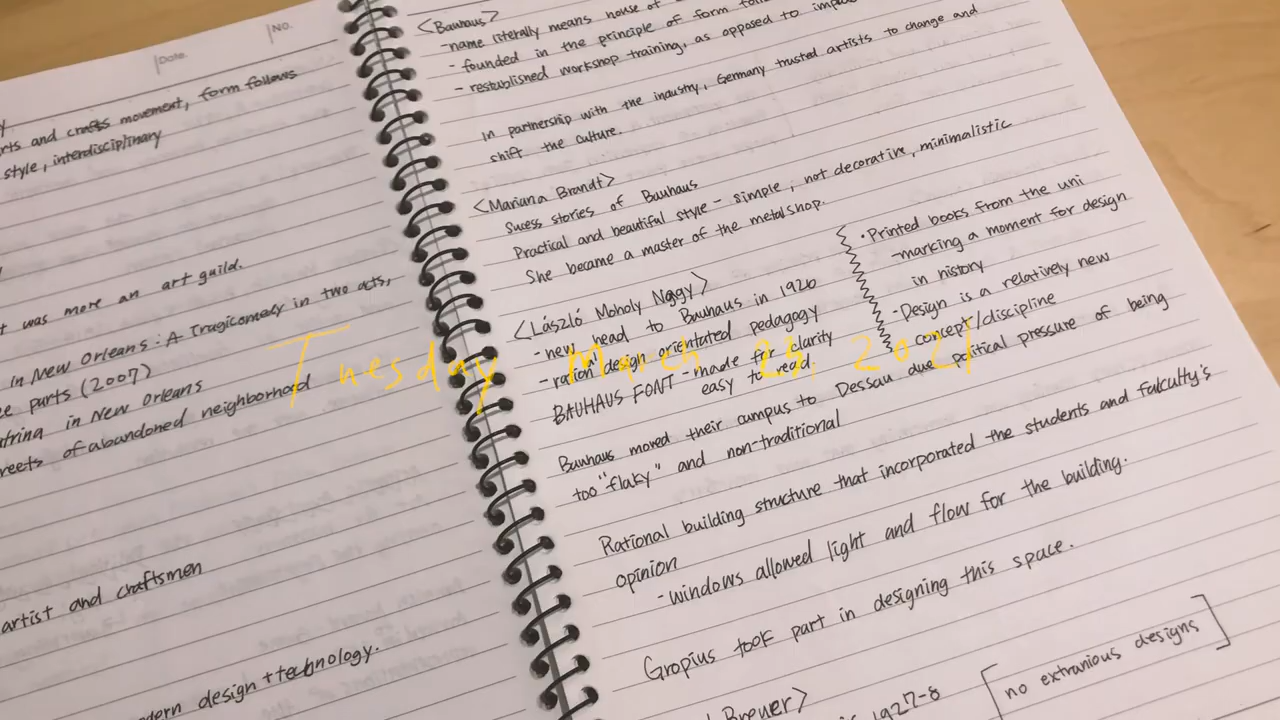 Date
No.
arts and crafts movement, form follows
style, interdisciplinary
it was more an art guild.
in New Orleans: A Tragicomedy in two acts,
parts (2007)
in New Orleans
streets of abandoned neighborhood
artist and craftsmen
modern design + technology.
<Bauhaus>
-name literally means house of
- founded in the principle of form
- restublished workshop training, as opposed to
in partnership with the industry, Germany trusted artists to change and
shift the culture.
<Mariana Brandt>
Sucess stories of Bauhaus
Practical and beautiful style - simple, not decorative, minimalistic
She became a master of the metalshop.
<László Moholy Nagy>
- new head to Bauhaus in 1926
- ration design orientated pedagogy
BAUHAUS FONT - made for clarity
easy to read
• Printed books from the uni
-marking a moment for design
in history
- Design is a relatively new
concept/discipline
Tuesday March 2021
Bauhaus moved their campus to Dessau due political pressure of being
too "flaky" and non-traditional
Rational building structure that incorporated the students and falculty's
opinion
- windows allowed light and flow for the building.
Gropius took part in designing this space.
Breuer>
1927-8
[no extranious designs]